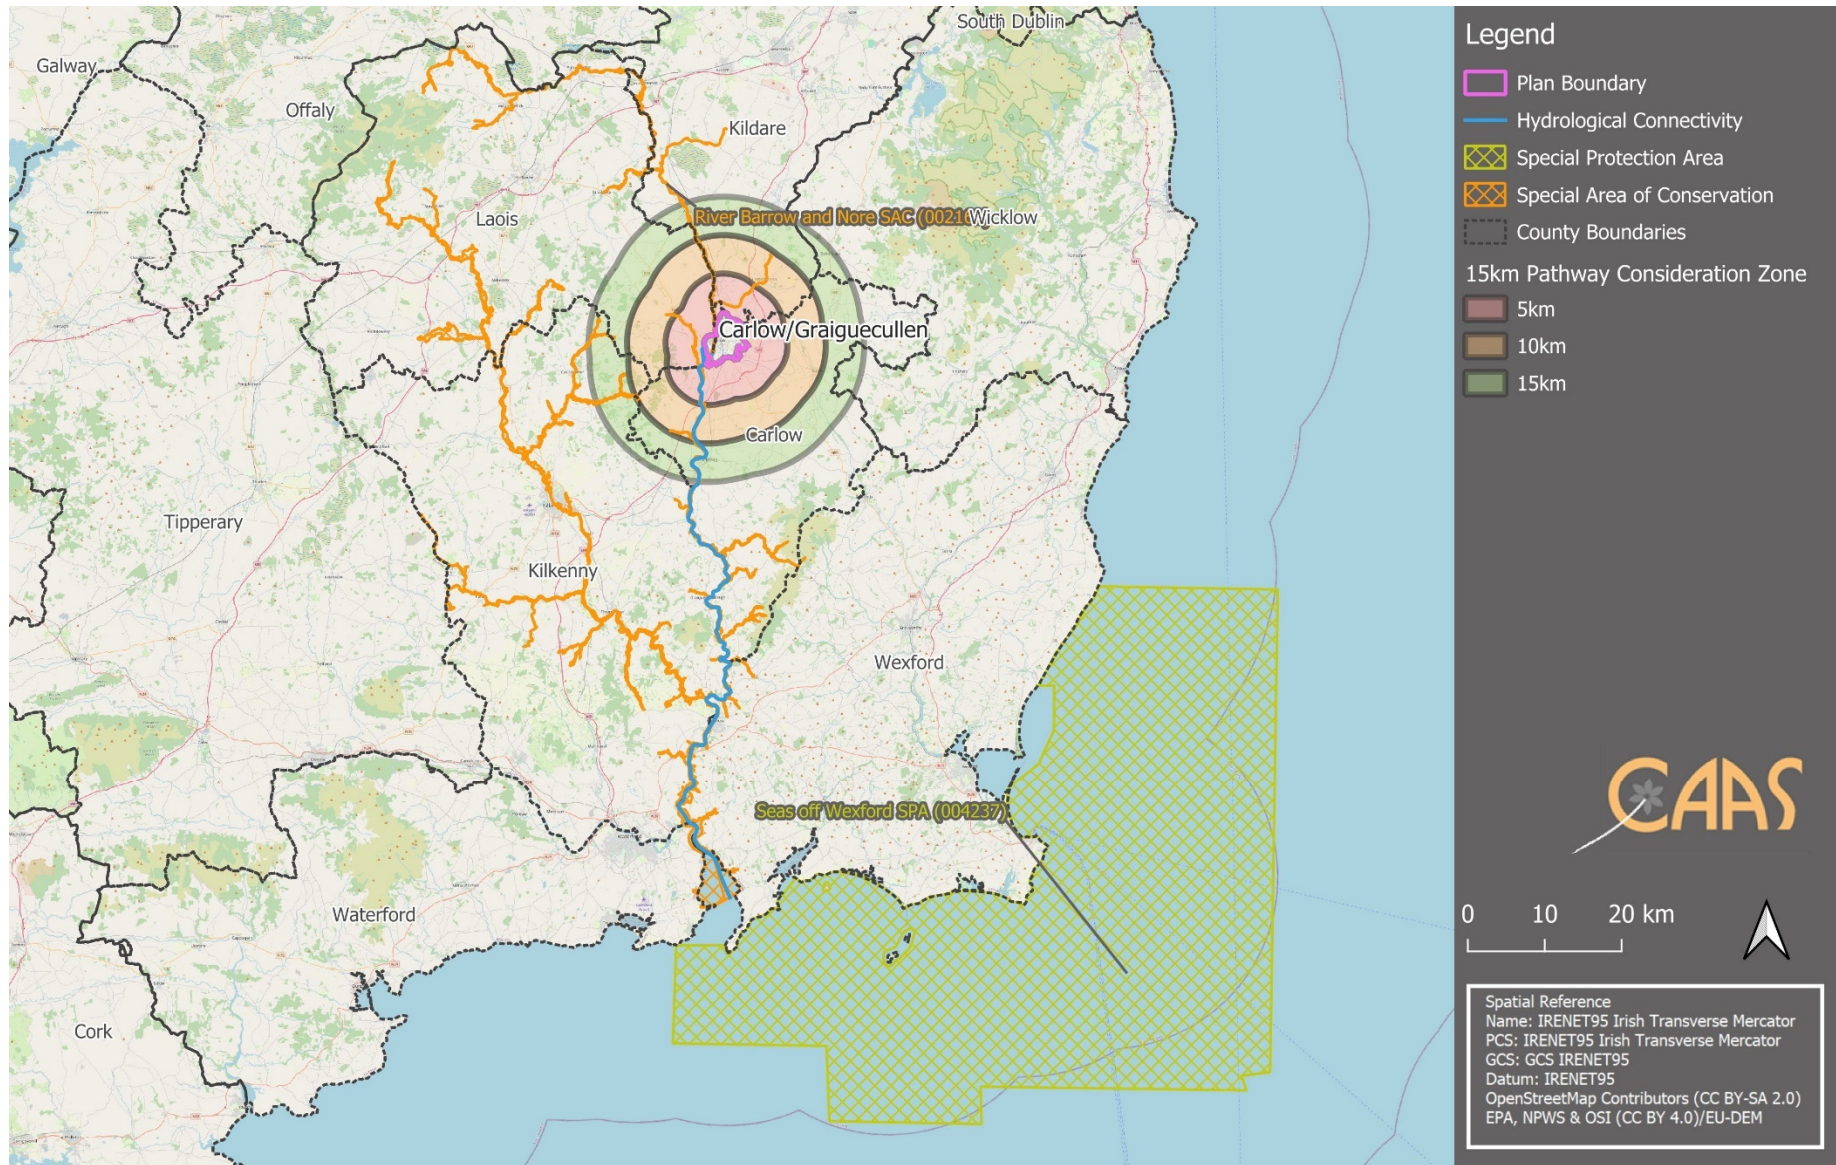 South Dublin
Galway
Offaly
Kildare
Laois
River Barrow and Nore SAC (00216
Wicklow
Carlow/Graiguecullen
Carlow
Tipperary
Kilkenny
Wexford
Seas off Wexford SPA (004237)
Waterford
Cork
Legend
Plan Boundary
Hydrological Connectivity
Special Protection Area
Special Area of Conservation
County Boundaries
15km Pathway Consideration Zone
5km
10km
15km
CAAS
0 10 20 km
Spatial Reference
Name: IRENET95 Irish Transverse Mercator
PCS: IRENET95 Irish Transverse Mercator
GCS: GCS IRENET95
Datum: IRENET95
OpenStreetMap Contributors (CC BY-SA 2.0)
EPA, NPWS & OSI (CC BY 4.0)/EU-DEM